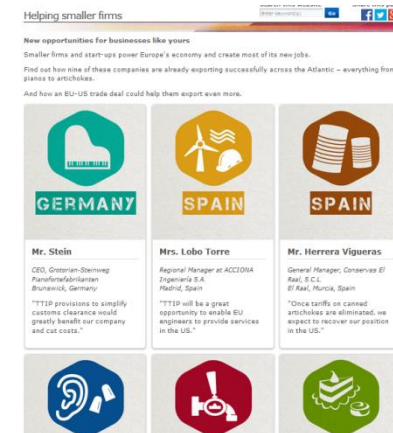 Helping smaller firms
Go
New opportunities for businesses like yours
Smaller firms and start-ups power Europe's economy and create most of its new jobs.
Find out how nine of these companies are already exporting successfully across the Atlantic – everything from
pianos to artichokes.
And how an EU-US trade deal could help them export even more.
GERMANY
Mr. Stein
CEO, Grotrian-Steinweg
Pianofortefabrikanten
Brunswick, Germany
"TTIP provisions to simplify
customs clearance would
greatly benefit our company
and cut costs."
SPAIN
Mrs. Lobo Torre
Regional Manager at ACCIONA
Ingeniería S.A.
Madrid, Spain
"TTIP will be a great
opportunity to enable EU
engineers to provide services
in the US."
SPAIN
Mr. Herrera Vigueras
General Manager, Conservas El
Raal, S.C.L.
El Raal, Murcia, Spain
"Once tariffs on canned
artichokes are eliminated, we
expect to recover our position
in the US."